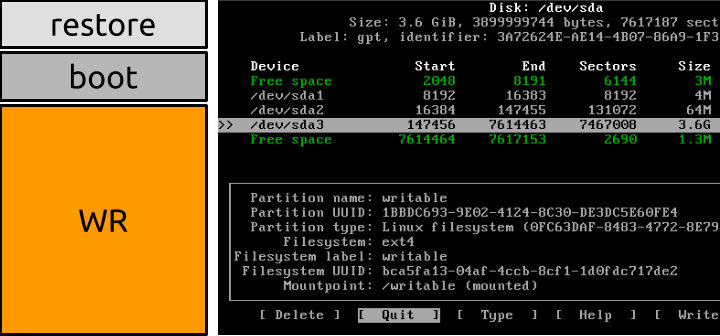 restore
boot
WR
Disk: /dev/sda
Size: 3.6 GiB, 3899999744 bytes, 7617187 sect
Label: gpt, identifier: 3A72624E-AE14-4B07-86A9-1F3
Device Start End Sectors Size
Free space 2048 8191 6144 3M
/dev/sda1 8192 16383 8192 4M
/dev/sda2 16384 147455 131072 64M
>> /dev/sda3 147456 7614463 7467008 3.6G
Free space 7614464 7617153 2690 1.3M
Partition name: writable
Partition UUID: 1BBDC693-9E02-4124-8C30-DE3DC5E60FE4
Partition type: Linux filesystem (0FC63DAF-8483-4772-8E79
Filesystem: ext4
Filesystem label: writable
Filesystem UUID: bca5fa13-04af-4ccb-8cf1-1d0fdc717de2
Mountpoint: /writable (mounted)
[ Delete ] [ Quit ] [ Type ] [ Help ] [ Write